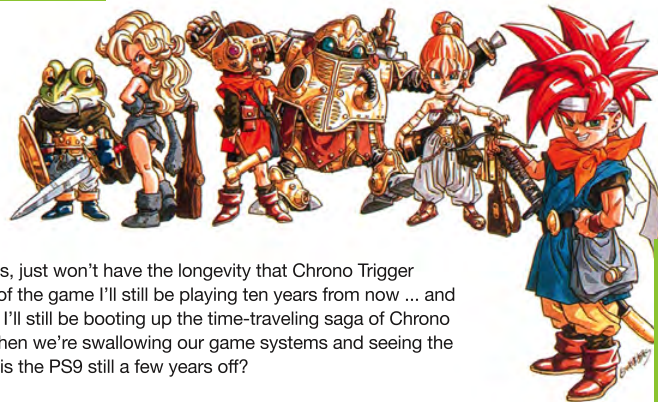 s, just won't have the longevity that Chrono Trigger
of the game I'll still be playing ten years from now ... and
I'll still be booting up the time-traveling saga of Chrono
hen we're swallowing our game systems and seeing the
is the PS9 still a few years off?